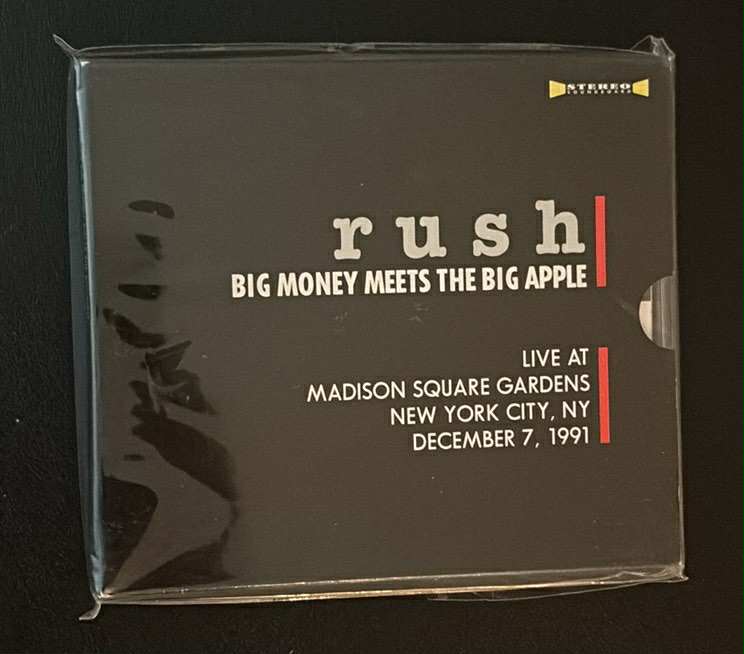 STEREO
SOUNDBOARD
rush
BIG MONEY MEETS THE BIG APPLE
LIVE AT
MADISON SQUARE GARDENS
NEW YORK CITY, NY
DECEMBER 7, 1991